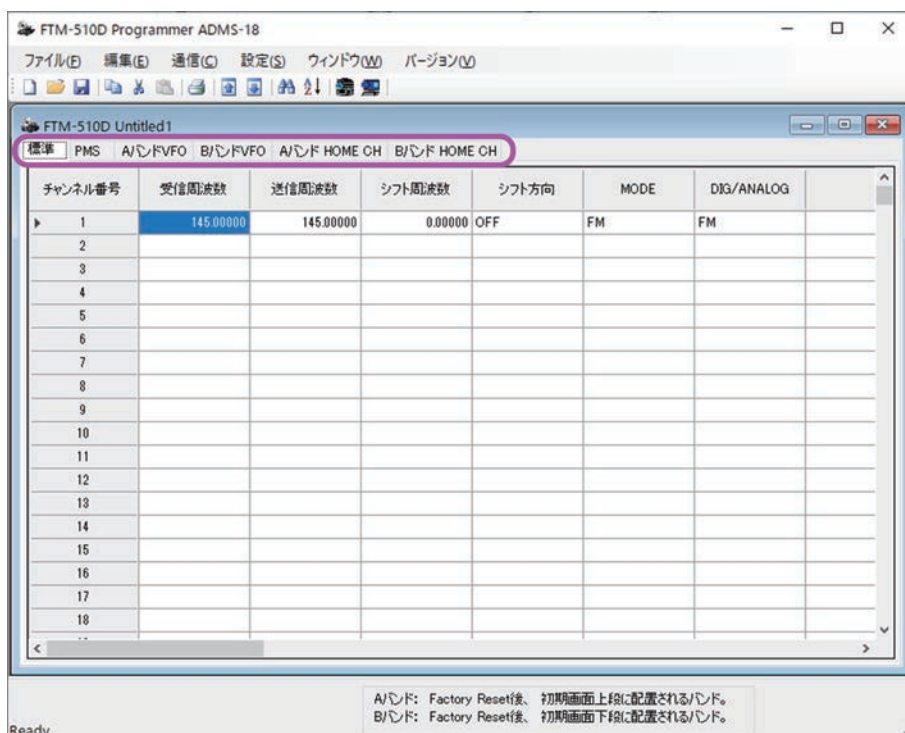 FTM-510D Programmer ADMS-18
ファイル(F) 編集(E) 通信(C) 設定(S) ウィンドウ(W) バージョン(V)
FTM-510D Untitled1
標準 PMS AバンドVFO BバンドVFO Aバンド HOME CH Bバンド HOME CH
チャンネル番号 受信周波数 送信周波数 シフト周波数 シフト方向 MODE DIG/ANALOG
1 145.00000 145.00000 0.00000 OFF FM FM
2
3
4
5
6
7
8
9
10
11
12
13
14
15
16
17
18
Aバンド: Factory Reset後、 初期画面上段に配置されるバンド。
Bバンド: Factory Reset後、 初期画面下段に配置されるバンド。
Ready